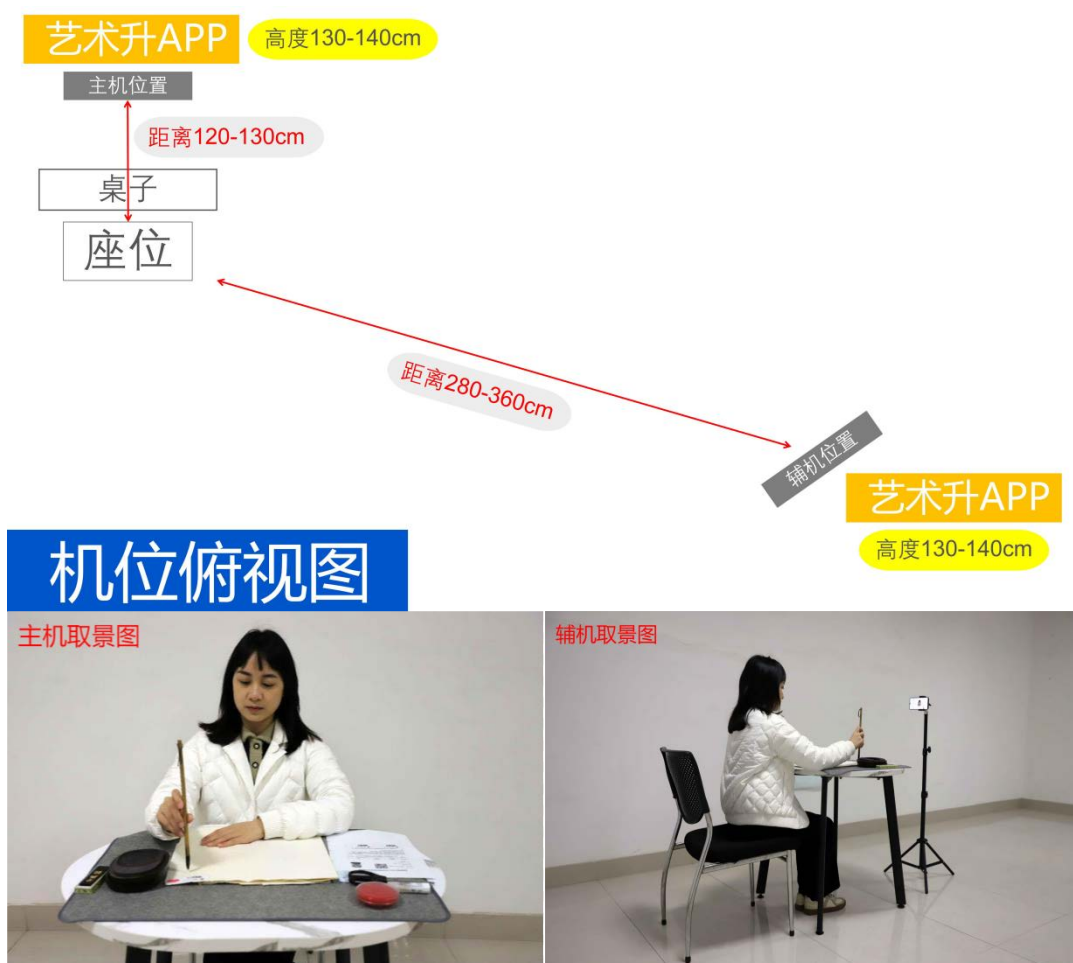 艺术升APP
高度130-140cm
主机位置
距离120-130cm
桌子
座位
距离280-360cm
辅机位置
艺术升APP
高度130-140cm
机位俯视图
主机取景图
辅机取景图